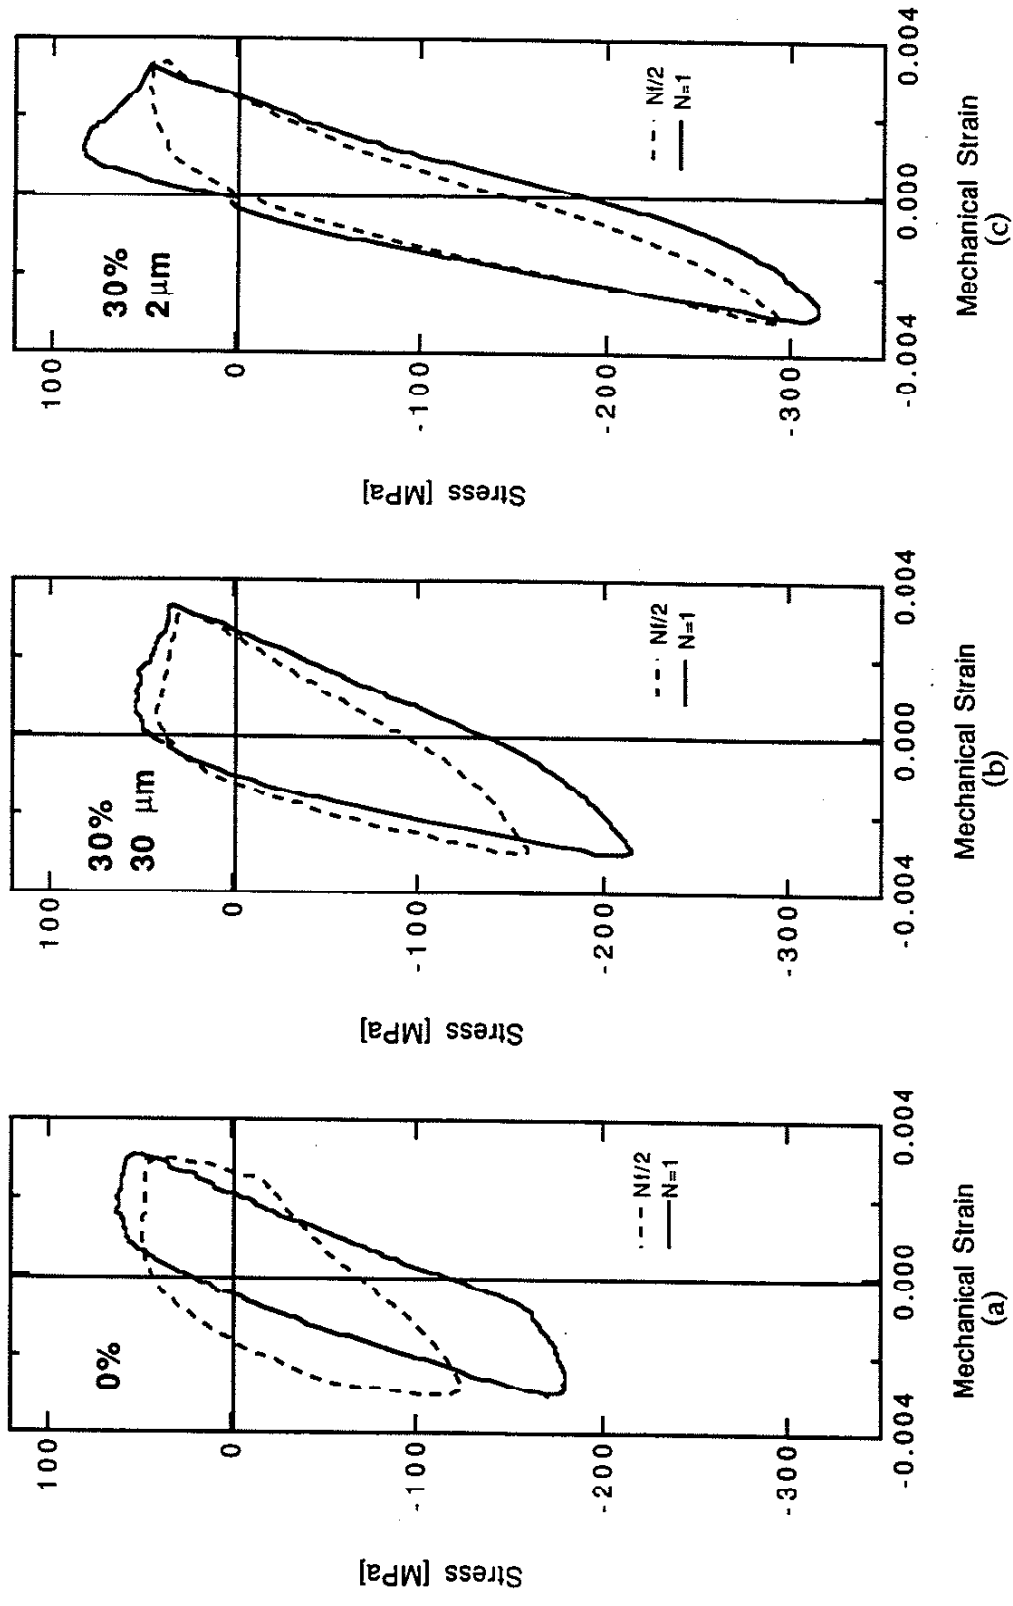 Stress [MPa]
100
0
-100
-200
-300
0%
Nf/2
N=1
-0.004
0.000
0.004
Mechanical Strain
(a)
Stress [MPa]
100
0
-100
-200
-300
30%
30 μm
Nf/2
N=1
-0.004
0.000
0.004
Mechanical Strain
(b)
Stress [MPa]
100
0
-100
-200
-300
30%
2μm
Nf/2
N=1
-0.004
0.000
0.004
Mechanical Strain
(c)